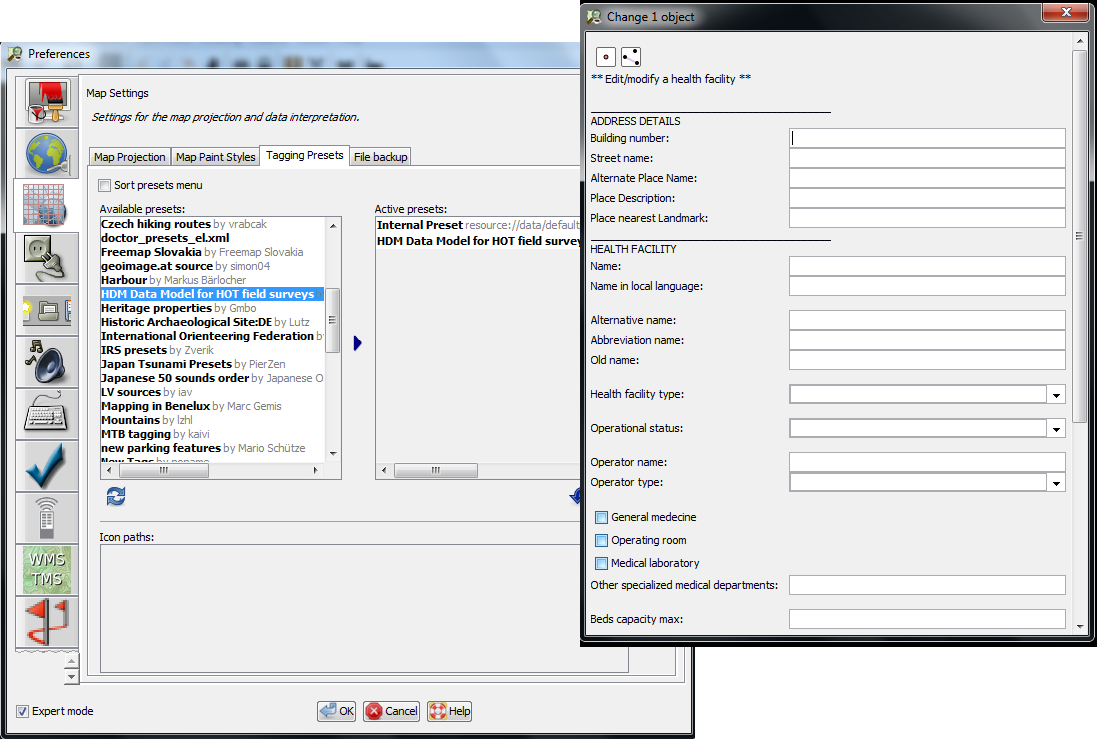 Preferences
Map Settings
Settings for the map projection and data interpretation.
Map Projection Map Paint Styles Tagging Presets File backup
Sort presets menu
Available presets:
Czech hiking routes by vrabcak
doctor_presets_el.xml
Freemap Slovakia by Freemap Slovakia
geoimage.at source by simon04
Harbour by Markus Bärlocher
HDM Data Model for HOT field surveys
Heritage properties by Gmbo
Historic Archaeological Site:DE by Lutz
International Orienteering Federation by
IRS presets by Zverik
Japan Tsunami Presets by PierZen
Japanese 50 sounds order by Japanese O
LV sources by iav
Mapping in Benelux by Marc Gemis
Mountains by lzhl
MTB tagging by kaivi
new parking features by Mario Schütze
New Tags by noname
Active presets:
Internal Preset resource://data/default
HDM Data Model for HOT field survey
Icon paths:
WMS
TMS
Expert mode
OK Cancel Help
Change 1 object
** Edit/modify a health facility **
ADDRESS DETAILS
Building number:
Street name:
Alternate Place Name:
Place Description:
Place nearest Landmark:
HEALTH FACILITY
Name:
Name in local language:
Alternative name:
Abbreviation name:
Old name:
Health facility type:
Operational status:
Operator name:
Operator type:
General medecine
Operating room
Medical laboratory
Other specialized medical departments:
Beds capacity max: